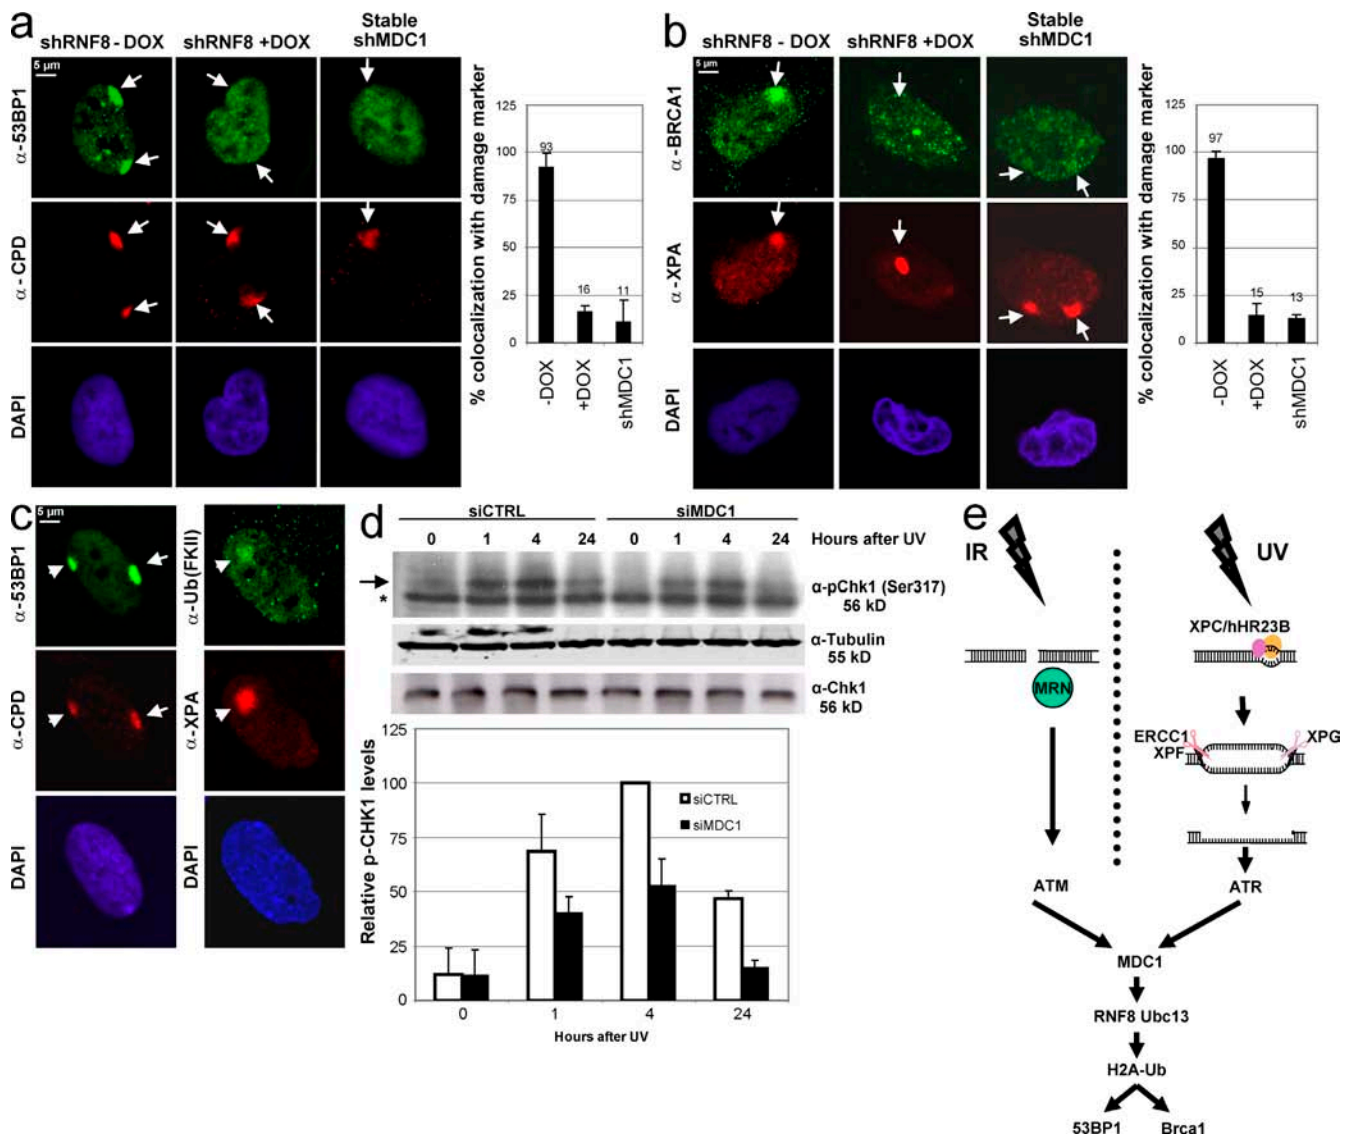 a
shRNF8 - DOX
shRNF8 +DOX
Stable
shMDC1
5 µm
α-53BP1
α-CPD
DAPI
% colocalization with damage marker
125
100
75
50
25
0
93
16
11
-DOX
+DOX
shMDC1
b
shRNF8 - DOX
shRNF8 +DOX
Stable
shMDC1
5 µm
α-BRCA1
α-XPA
DAPI
% colocalization with damage marker
125
100
75
50
25
0
97
15
13
-DOX
+DOX
shMDC1
c
5 µm
α-53BP1
α-CPD
DAPI
α-Ub(FKII)
α-XPA
DAPI
d
siCTRL
siMDC1
0 1 4 24 0 1 4 24 Hours after UV
*
α-pChk1 (Ser317)
56 kD
α-Tubulin
55 kD
α-Chk1
56 kD
Relative p-CHK1 levels
125
100
75
50
25
0
siCTRL
siMDC1
0 1 4 24
Hours after UV
e
IR
UV
XPC/hHR23B
MRN
ERCC1
XPF
XPG
ATM
ATR
MDC1
RNF8 Ubc13
H2A-Ub
53BP1
Brca1